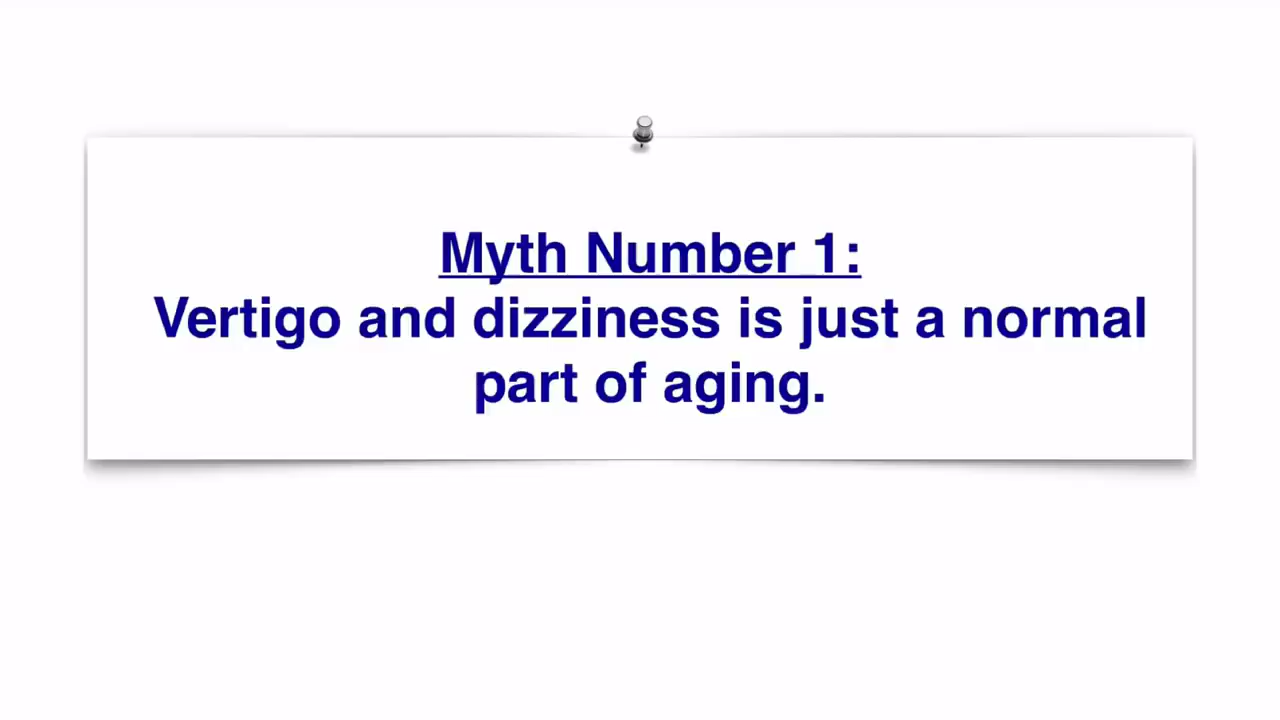 Myth Number 1:
Vertigo and dizziness is just a normal
part of aging.